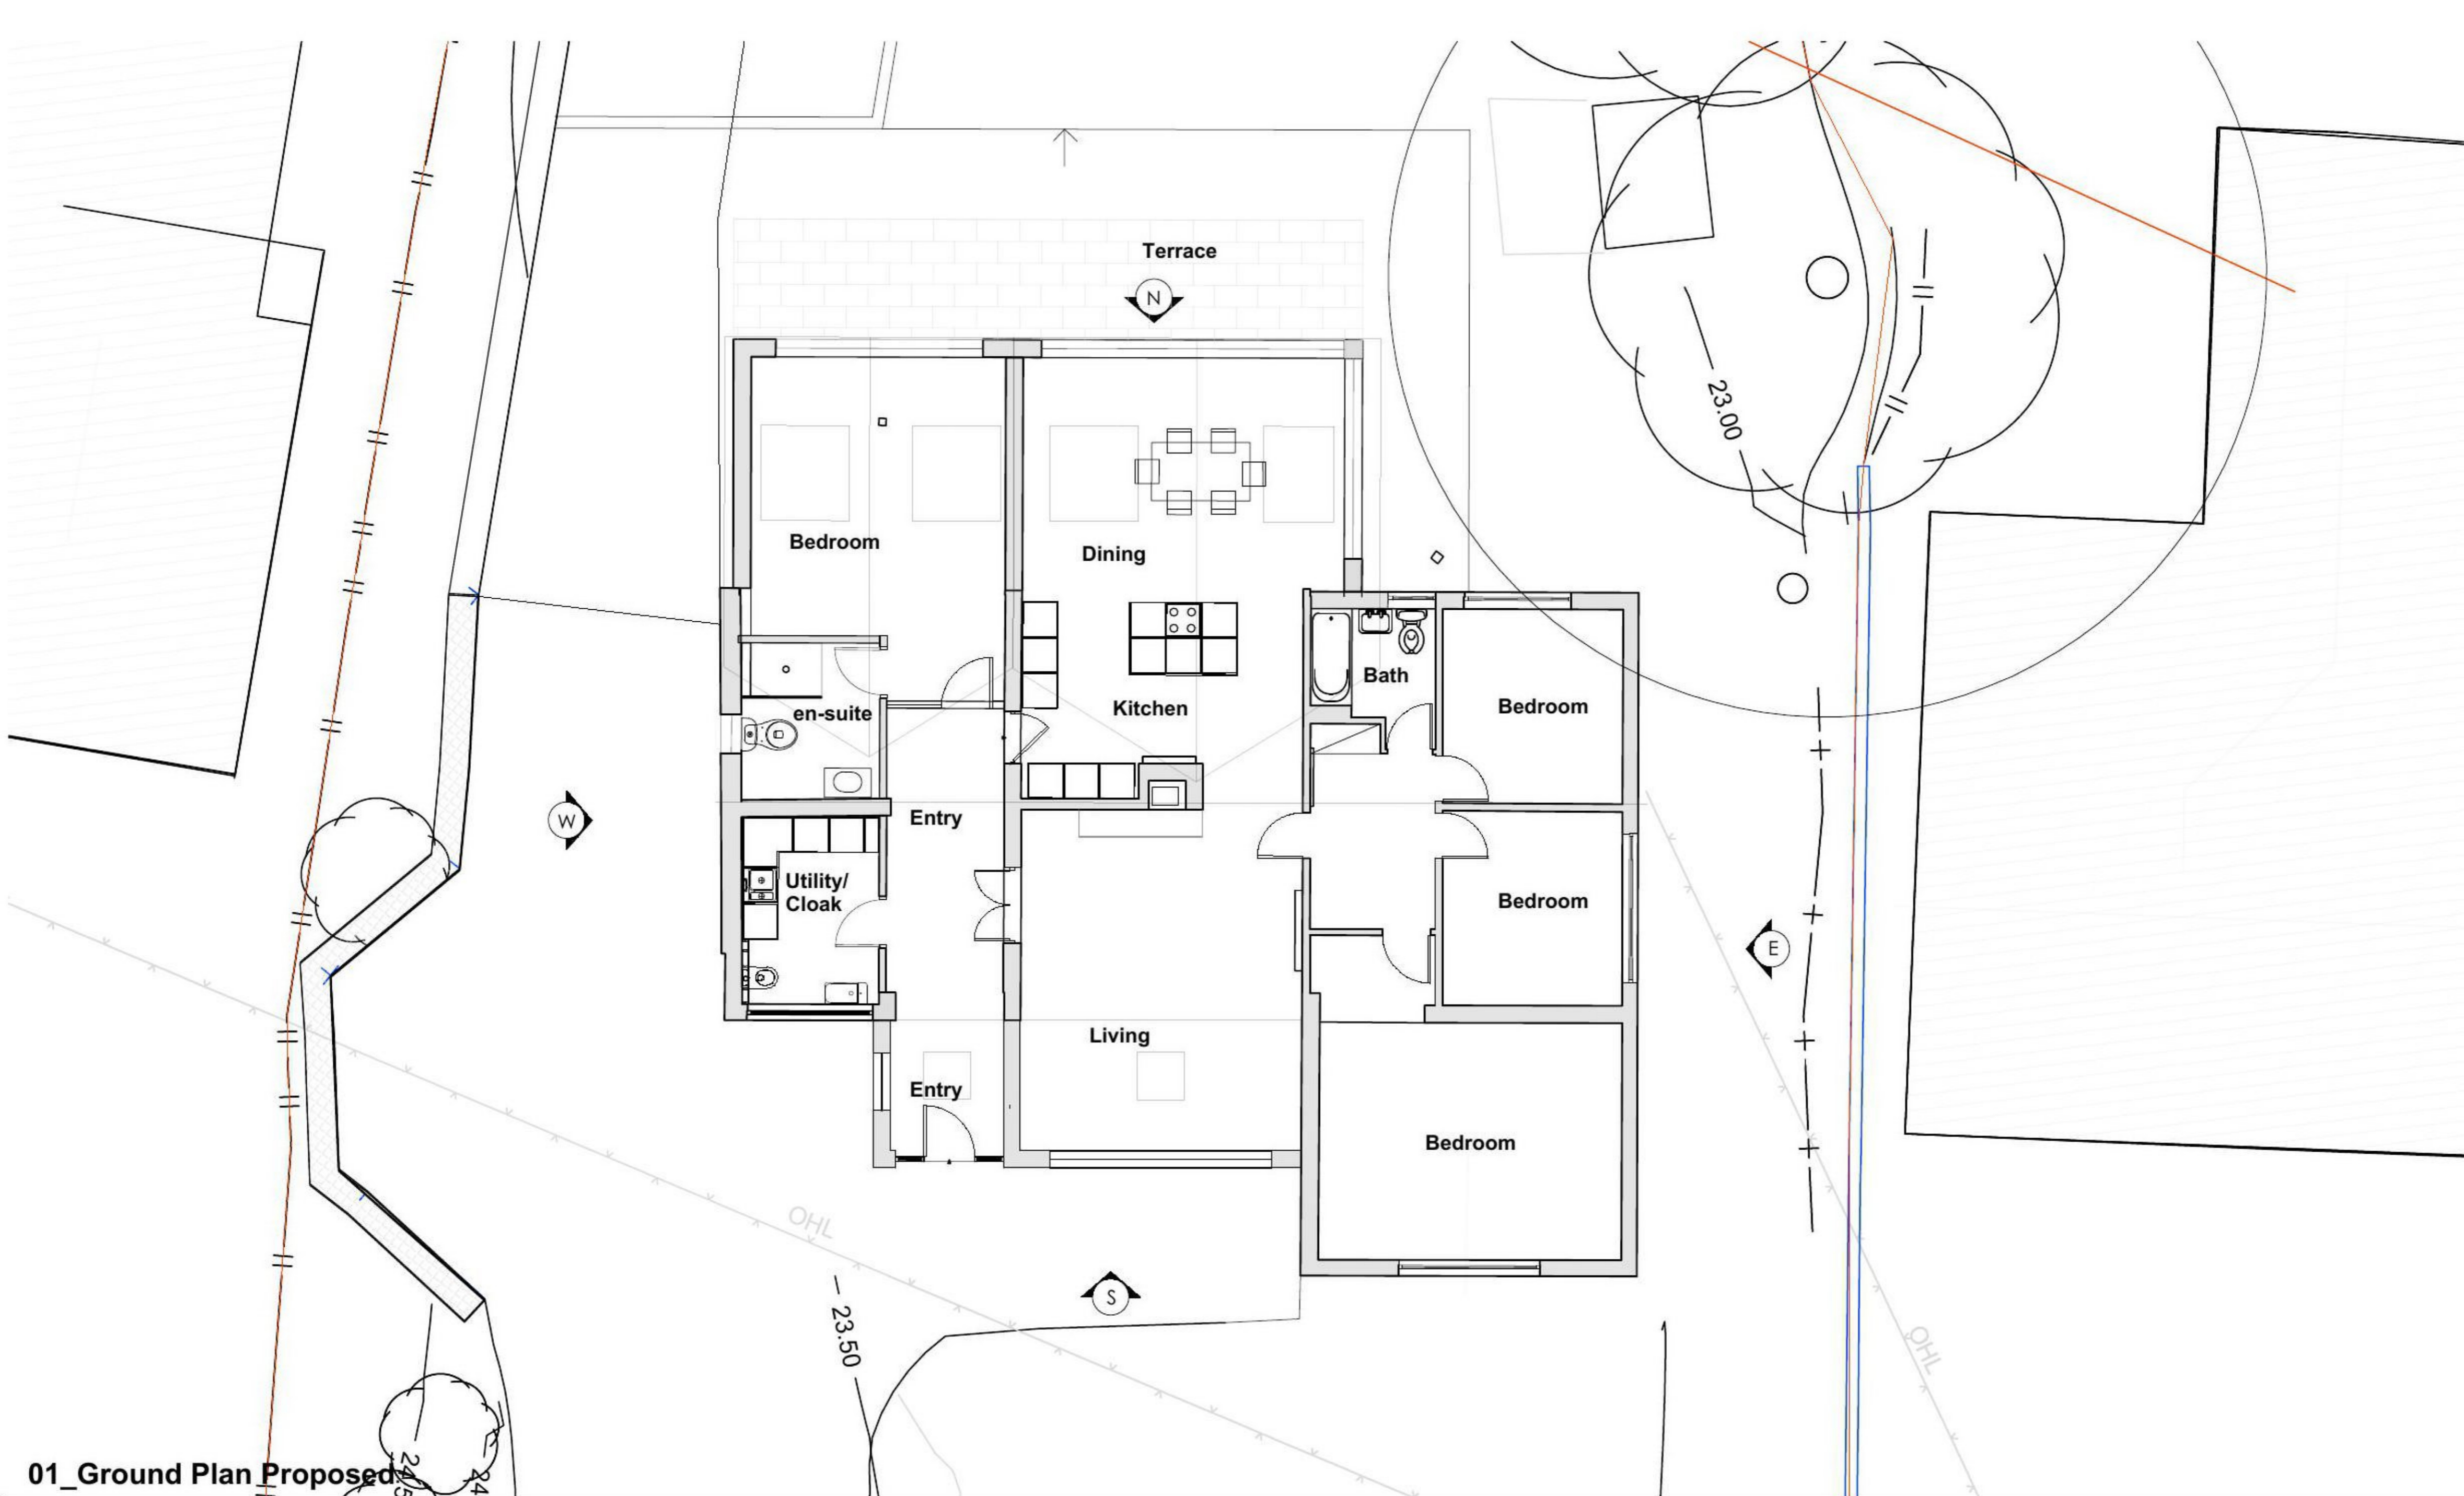 Terrace
N
23.00
Bedroom
Dining
Bath
en-suite
Kitchen
Bedroom
W
Entry
Utility/
Cloak
Bedroom
E
Living
Entry
Bedroom
OHL
S
23.50
OHL
01_Ground Plan Proposed